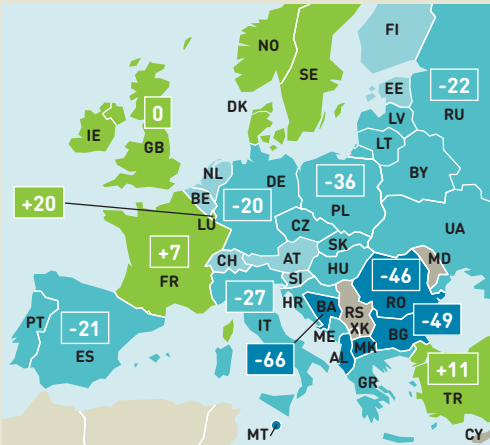 FI
NO
SE
EE
-22
RU
DK
LV
0
LT
IE
GB
BY
NL
DE
-36
BE
+20
-20
PL
LU
CZ
UA
SK
+7
CH
AT
MD
HU
FR
SI
-46
-27
HR
BA
RS
RO
PT
-21
IT
XK
-49
ME
BG
ES
-66
AL
MK
+11
GR
TR
MT
CY